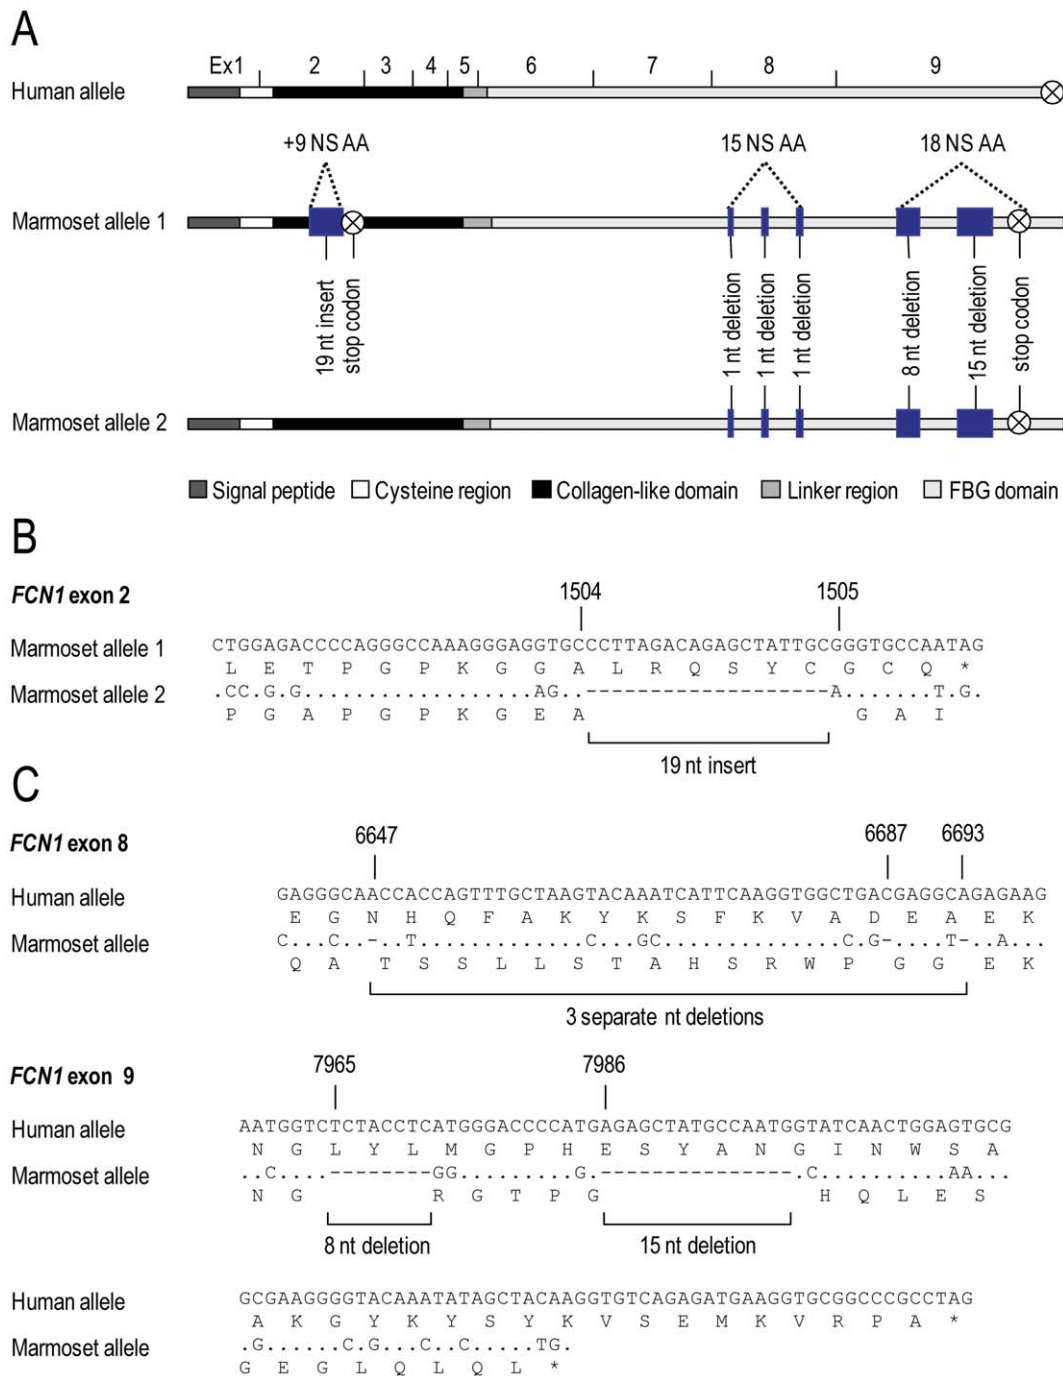 A
Ex1 2 3 4 5 6 7 8 9
Human allele
+9 NS AA 15 NS AA 18 NS AA
Marmoset allele 1
19 nt insert
stop codon
1 nt deletion
1 nt deletion
1 nt deletion
8 nt deletion
15 nt deletion
stop codon
Marmoset allele 2
Signal peptide Cysteine region Collagen-like domain Linker region FBG domain
B
FCN1 exon 2
1504 1505
Marmoset allele 1 CTGGAGACCCCAGGGCCAAAGGGAGGTGCCCTTAGACAGAGCTATTGCGGGTGCCAATAG
L E T P G P K G G A L R Q S Y C G C Q *
Marmoset allele 2 .CC.G.G..................AG..-------------------A.......T.G.
P G A P G P K G E A G A I
19 nt insert
C
FCN1 exon 8
6647 6687 6693
Human allele GAGGGCAACCACCAGTTTGCTAAGTACAAATCATTCAAGGTGGCTGACGAGGCAGAGAAG
E G N H Q F A K Y K S F K V A D E A E K
Marmoset allele C...C..-..T.............C...GC..............C.G-....T-..A...
Q A T S S L L S T A H S R W P G G E K
3 separate nt deletions
FCN1 exon 9
7965 7986
Human allele AATGGTCTCTACCTCATGGGACCCCATGAGAGCTATGCCAATGGTATCAACTGGAGTGCG
N G L Y L M G P H E S Y A N G I N W S A
Marmoset allele ..C....--------GG.........G.---------------.C..........AA...
N G R G T P G H Q L E S
8 nt deletion 15 nt deletion
Human allele GCGAAGGGGTACAAATATAGCTACAAGGTGTCAGAGATGAAGGTGCGGCCCGCCTAG
A K G Y K Y S Y K V S E M K V R P A *
Marmoset allele .G......C.G...C..C.....TG.
G E G L Q L Q L *